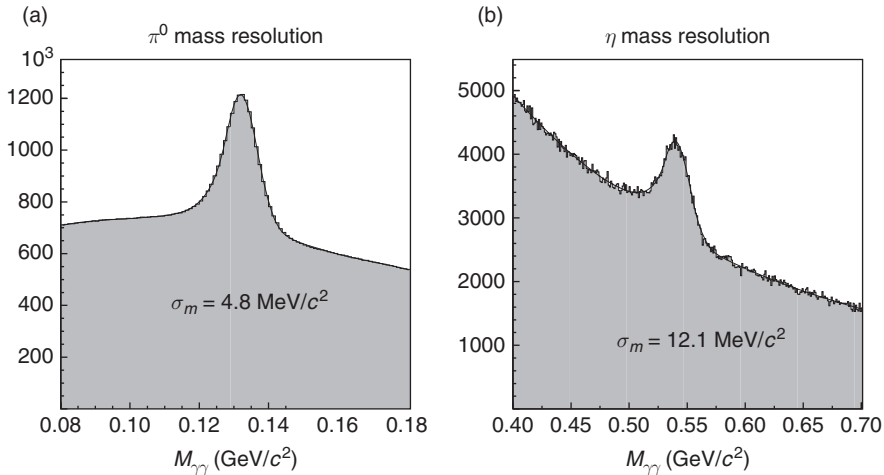 (a)
π⁰ mass resolution
10³
1200
1000
800
600
400
200
σₘ = 4.8 MeV/c²
0.08 0.10 0.12 0.14 0.16 0.18
Mγγ (GeV/c²)
(b)
η mass resolution
5000
4000
3000
2000
1000
σₘ = 12.1 MeV/c²
0.40 0.45 0.50 0.55 0.60 0.65 0.70
Mγγ (GeV/c²)